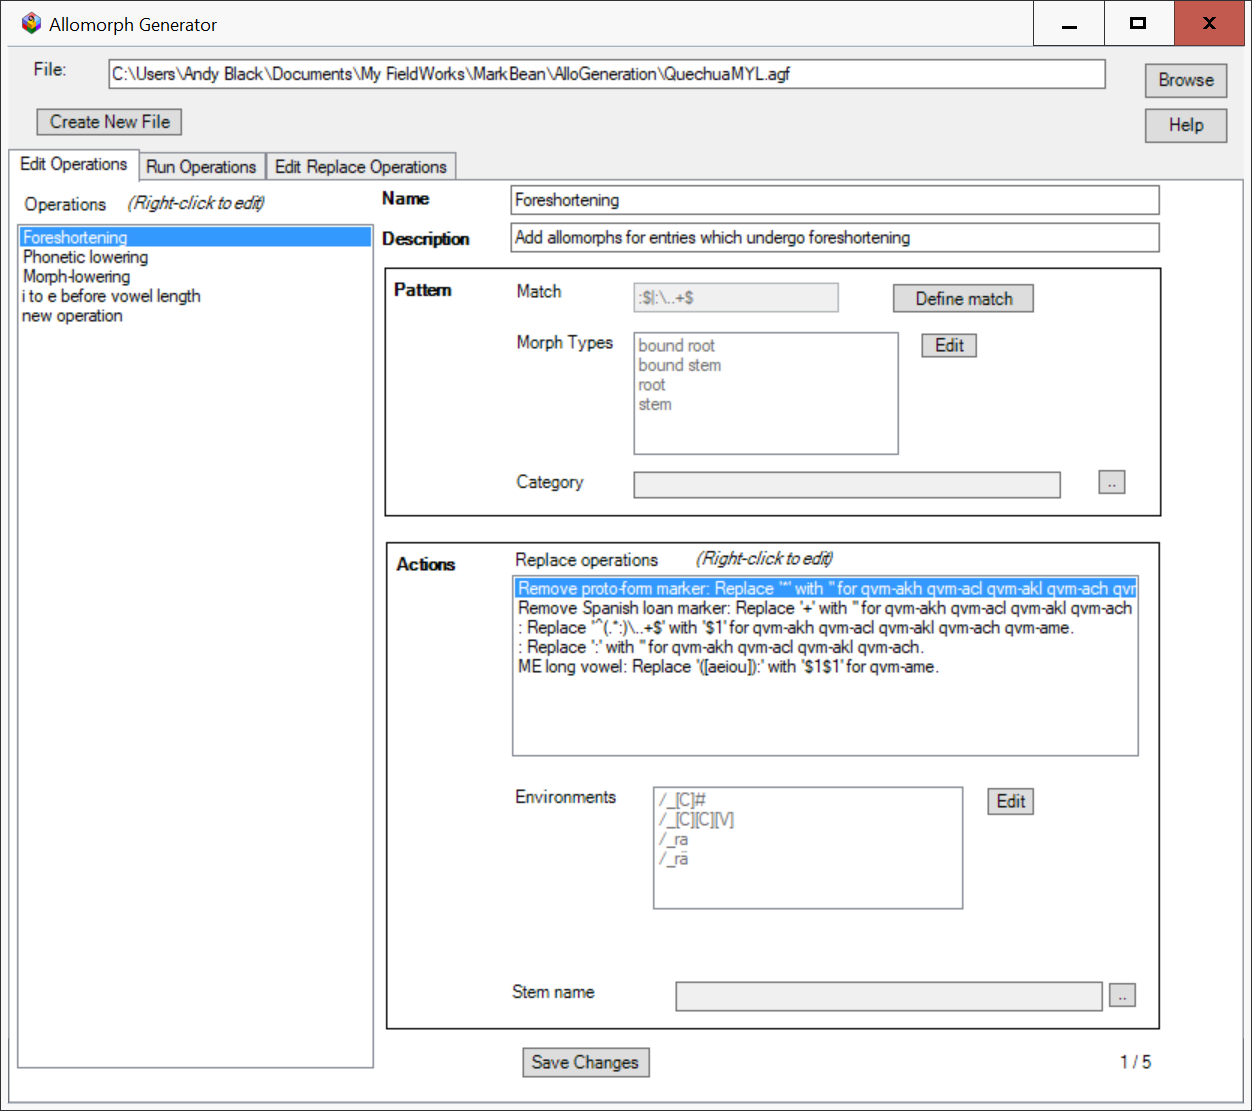 Allomorph Generator
File: C:\Users\Andy Black\Documents\My FieldWorks\MarkBean\AlloGeneration\QuechuaMYL.agf
Browse
Create New File
Help
Edit Operations Run Operations Edit Replace Operations
Operations (Right-click to edit)
Foreshortening
Phonetic lowering
Morph-lowering
i to e before vowel length
new operation
Name Foreshortening
Description Add allomorphs for entries which undergo foreshortening
Pattern Match :$|:\..+$ Define match
Morph Types Edit
bound root
bound stem
root
stem
Category ..
Actions Replace operations (Right-click to edit)
Remove proto-form marker: Replace '*' with '' for qvm-akh qvm-acl qvm-akl qvm-ach qvm
Remove Spanish loan marker: Replace '+' with '' for qvm-akh qvm-acl qvm-akl qvm-ach
: Replace '^(.*:)\..+$' with '$1' for qvm-akh qvm-acl qvm-akl qvm-ach qvm-ame.
: Replace ':' with '' for qvm-akh qvm-acl qvm-akl qvm-ach.
ME long vowel: Replace '([aeiou]):' with '$1$1' for qvm-ame.
Environments Edit
/_[C]#
/_[C][C][V]
/_ra
/_rä
Stem name ..
Save Changes 1 / 5